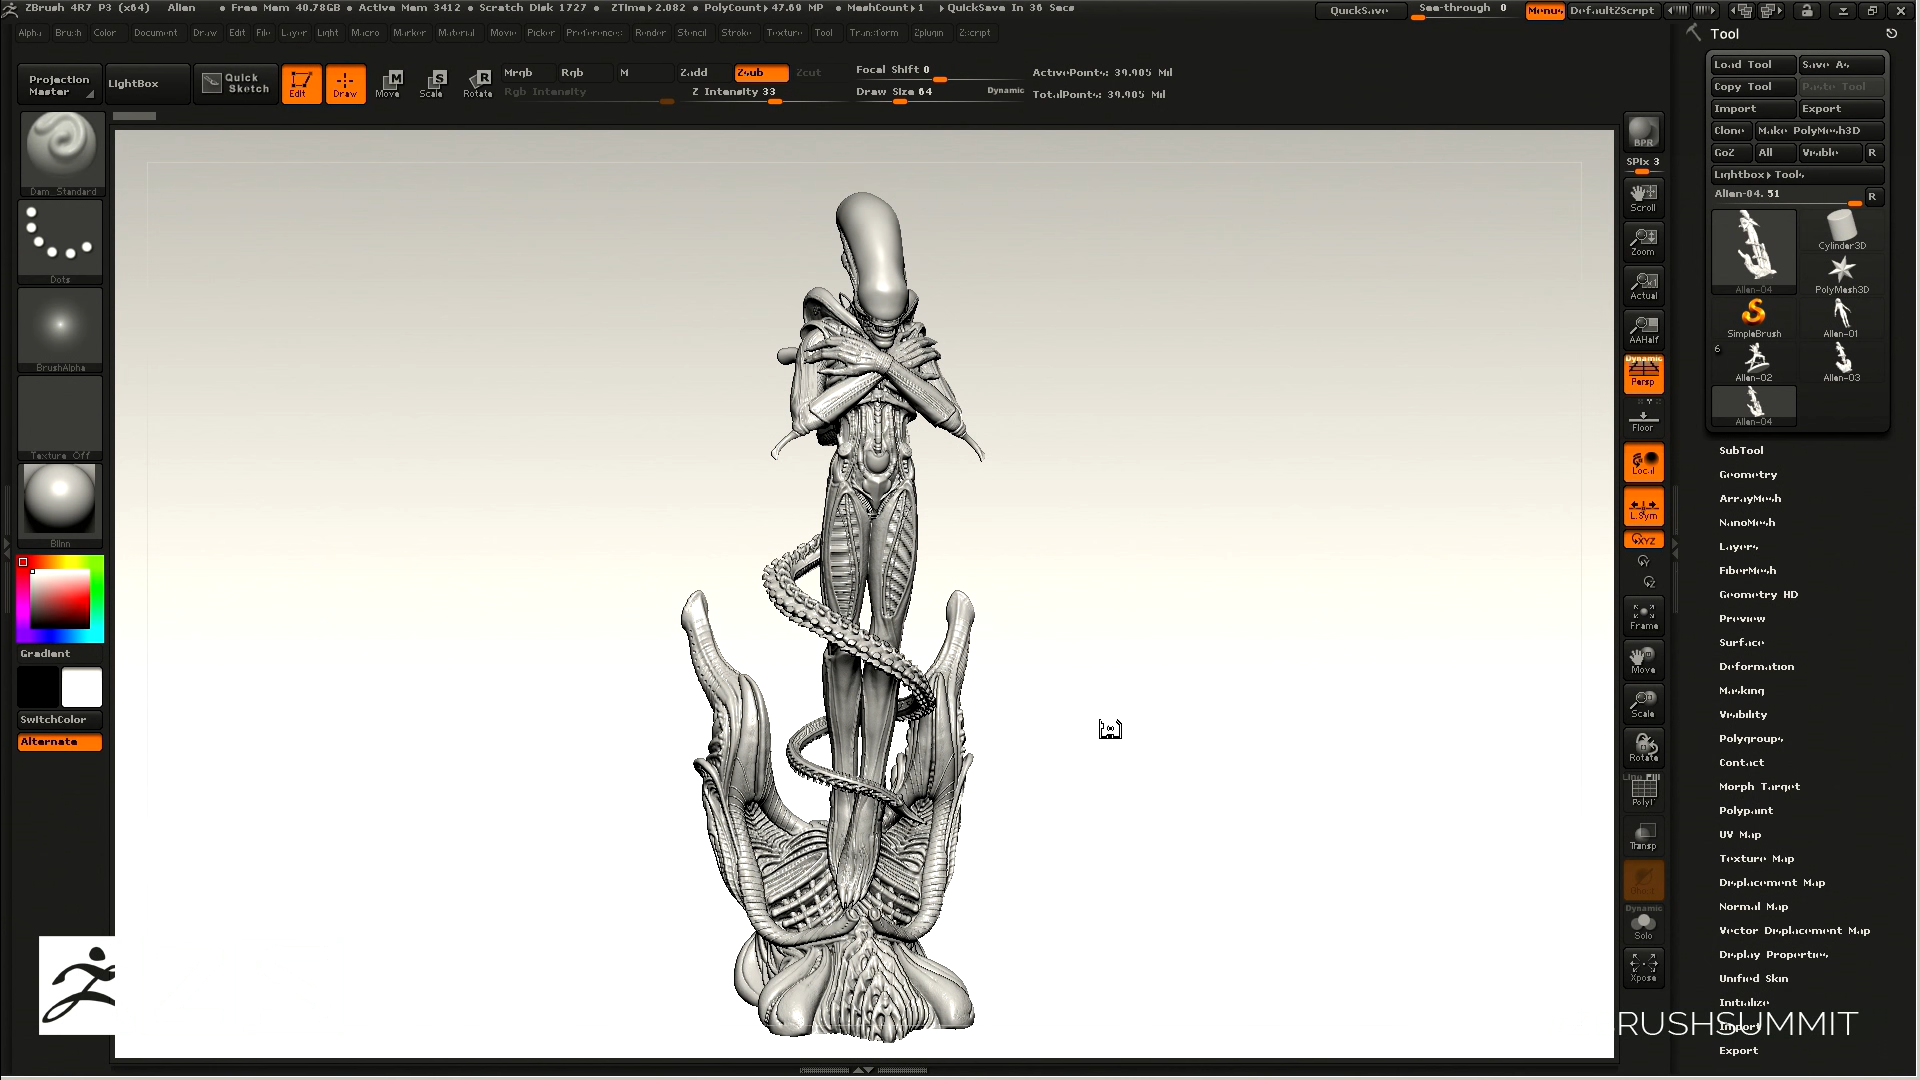 ZBrush 4R7 P3 (x64) Alien • Free Mem 40.78GB • Active Mem 3412 • Scratch Disk 1727 • ZTime▸2.082 • PolyCount▸47.69 MP • MeshCount▸1 ▸QuickSave In 36 Secs QuickSave See-through 0 Menus DefaultZScript
Alpha Brush Color Document Draw Edit File Layer Light Macro Marker Material Movie Picker Preferences Render Stencil Stroke Texture Tool Transform Zplugin Zscript
Tool
Projection Master
LightBox
Quick Sketch
Edit
Draw
Move
Scale
Rotate
Mrgb Rgb M
Rgb Intensity
Zadd Zsub Zcut
Z Intensity 33
Focal Shift 0
Draw Size 64 Dynamic
ActivePoints: 39.905 Mil
TotalPoints: 39.905 Mil
Dam_Standard
Dots
BrushAlpha
Texture Off
Blinn
Gradient
SwitchColor
Alternate
BPR
SPix 3
Scroll
Zoom
Actual
AAHalf
Dynamic
Persp
Floor
Local
L.Sym
XYZ
Frame
Move
Scale
Rotate
Line Fill
PolyF
Transp
Ghost
Dynamic
Solo
Xpose
Load Tool Save As
Copy Tool Paste Tool
Import Export
Clone Make PolyMesh3D
GoZ All Visible R
Lightbox▸Tools
Alien-04. 51 R
Alien-04
Cylinder3D
PolyMesh3D
SimpleBrush
Alien-01
6
Alien-02
Alien-03
Alien-04
SubTool
Geometry
ArrayMesh
NanoMesh
Layers
FiberMesh
Geometry HD
Preview
Surface
Deformation
Masking
Visibility
Polygroups
Contact
Morph Target
Polypaint
UV Map
Texture Map
Displacement Map
Normal Map
Vector Displacement Map
Display Properties
Unified Skin
Initialize
Import
Export
RUSHSUMMIT